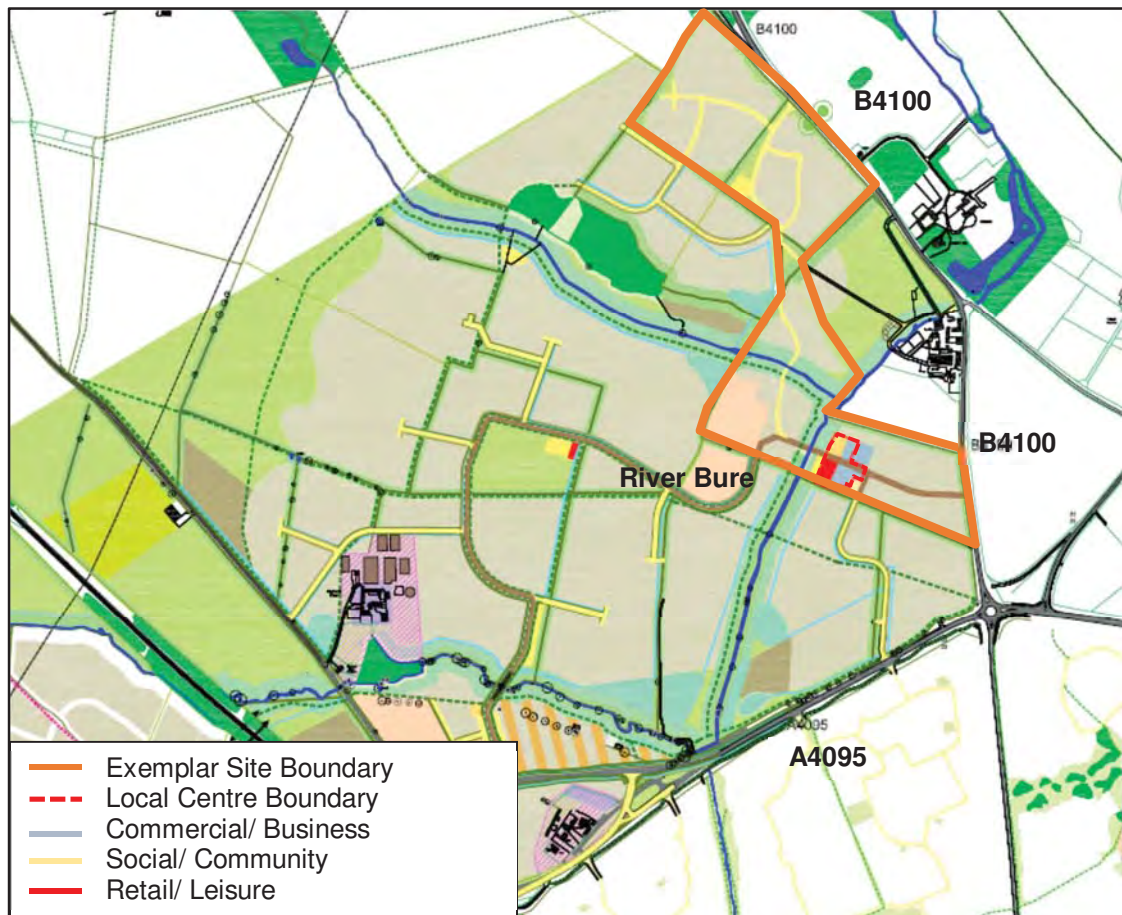 B4100
B4100
B4100
River Bure
A4095
A4095
Exemplar Site Boundary
Local Centre Boundary
Commercial/ Business
Social/ Community
Retail/ Leisure